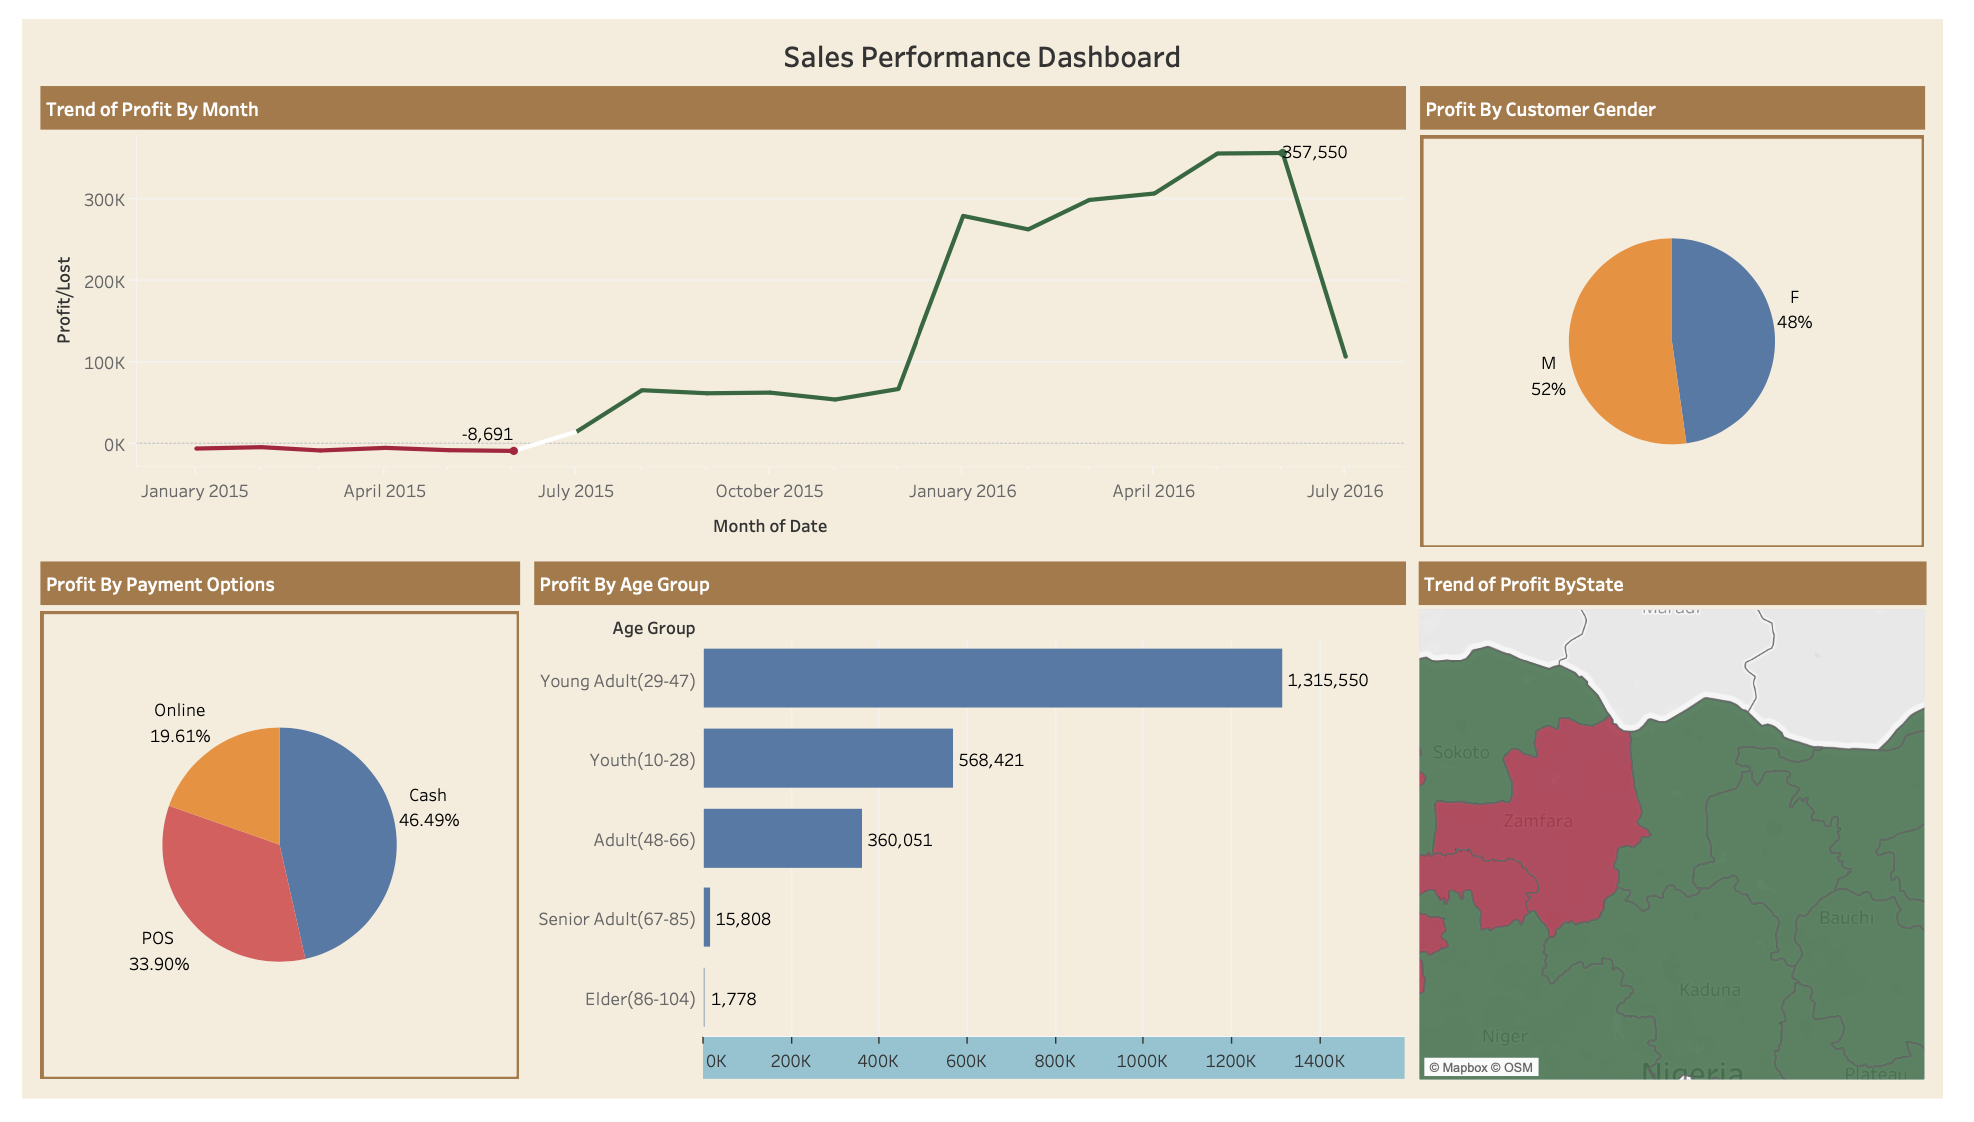 Sales Performance Dashboard
Trend of Profit By Month
Profit/Lost
300K
200K
100K
0K
357,550
-8,691
January 2015
April 2015
July 2015
October 2015
January 2016
April 2016
July 2016
Month of Date
Profit By Customer Gender
F
48%
M
52%
Profit By Payment Options
Online
19.61%
Cash
46.49%
POS
33.90%
Profit By Age Group
Age Group
Young Adult(29-47)
1,315,550
Youth(10-28)
568,421
Adult(48-66)
360,051
Senior Adult(67-85)
15,808
Elder(86-104)
1,778
0K
200K
400K
600K
800K
1000K
1200K
1400K
Trend of Profit ByState
Maradi
Sokoto
Zamfara
Bauchi
Kaduna
Niger
Nigeria
Plateau
© Mapbox © OSM